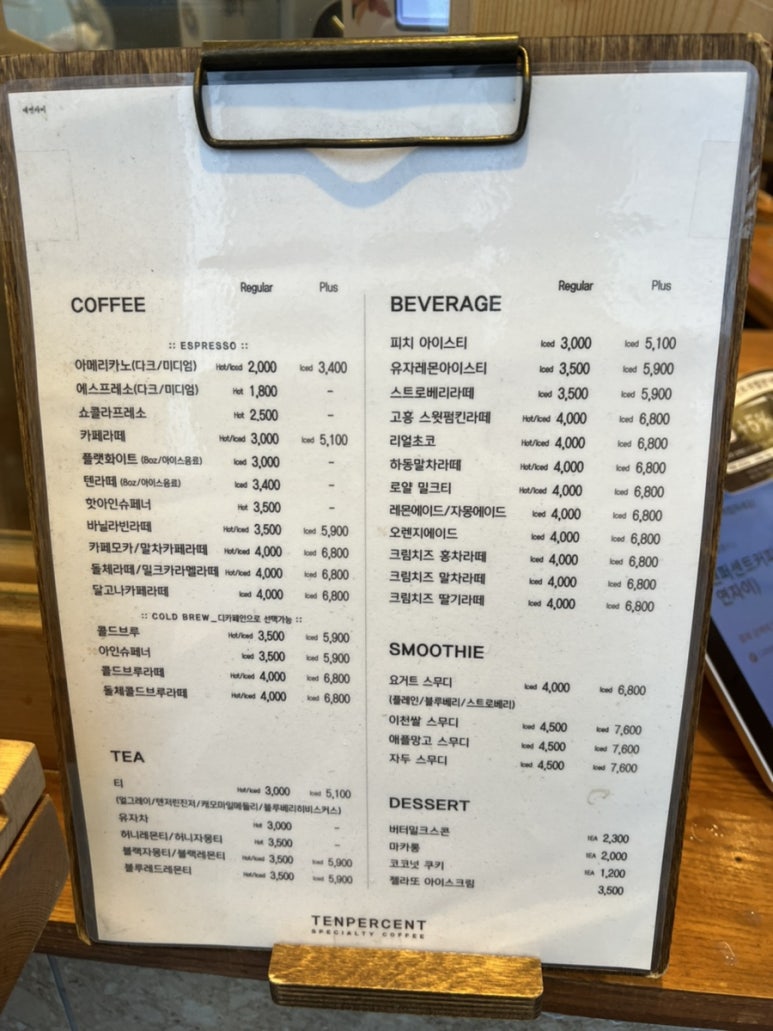 Regular Plus
COFFEE
:: ESPRESSO ::
아메리카노(다크/미디엄) Hot/Iced 2,000 Iced 3,400
에스프레소(다크/미디엄) Hot 1,800 –
쇼콜라프레소 Hot 2,500 –
카페라떼 Hot/Iced 3,000 Iced 5,100
플랫화이트 (8oz/아이스음료) Iced 3,000 –
텐라떼 (8oz/아이스음료) Iced 3,400 –
핫아인슈페너 Hot 3,500 –
바닐라빈라떼 Hot/Iced 3,500 Iced 5,900
카페모카/말차카페라떼 Hot/Iced 4,000 Iced 6,800
돌체라떼/밀크카라멜라떼 Hot/Iced 4,000 Iced 6,800
달고나카페라떼 Iced 4,000 Iced 6,800
:: COLD BREW_디카페인으로 선택가능 ::
콜드브루 Hot/Iced 3,500 Iced 5,900
아인슈페너 Iced 3,500 Iced 5,900
콜드브루라떼 Hot/Iced 4,000 Iced 6,800
돌체콜드브루라떼 Hot/Iced 4,000 Iced 6,800
TEA
티 Hot/Iced 3,000 Iced 5,100
(얼그레이/탠저린진저/캐모마일메들리/블루베리히비스커스)
유자차 Hot 3,000 –
허니레몬티/허니자몽티 Hot 3,500 –
블랙자몽티/블랙레몬티 Hot/Iced 3,500 Iced 5,900
블루레드레몬티 Hot/Iced 3,500 Iced 5,900
Regular Plus
BEVERAGE
피치 아이스티 Iced 3,000 Iced 5,100
유자레몬아이스티 Iced 3,500 Iced 5,900
스트로베리라떼 Iced 3,500 Iced 5,900
고흥 스윗펌킨라떼 Hot/Iced 4,000 Iced 6,800
리얼초코 Hot/Iced 4,000 Iced 6,800
하동말차라떼 Hot/Iced 4,000 Iced 6,800
로얄 밀크티 Hot/Iced 4,000 Iced 6,800
레몬에이드/자몽에이드 Iced 4,000 Iced 6,800
오렌지에이드 Iced 4,000 Iced 6,800
크림치즈 홍차라떼 Iced 4,000 Iced 6,800
크림치즈 말차라떼 Iced 4,000 Iced 6,800
크림치즈 딸기라떼 Iced 4,000 Iced 6,800
SMOOTHIE
요거트 스무디 Iced 4,000 Iced 6,800
(플레인/블루베리/스트로베리)
이천쌀 스무디 Iced 4,500 Iced 7,600
애플망고 스무디 Iced 4,500 Iced 7,600
자두 스무디 Iced 4,500 Iced 7,600
DESSERT
버터밀크스콘 1EA 2,300
마카롱 1EA 2,000
코코넛 쿠키 1EA 1,200
젤라또 아이스크림 3,500
TENPERCENT
SPECIALTY COFFEE